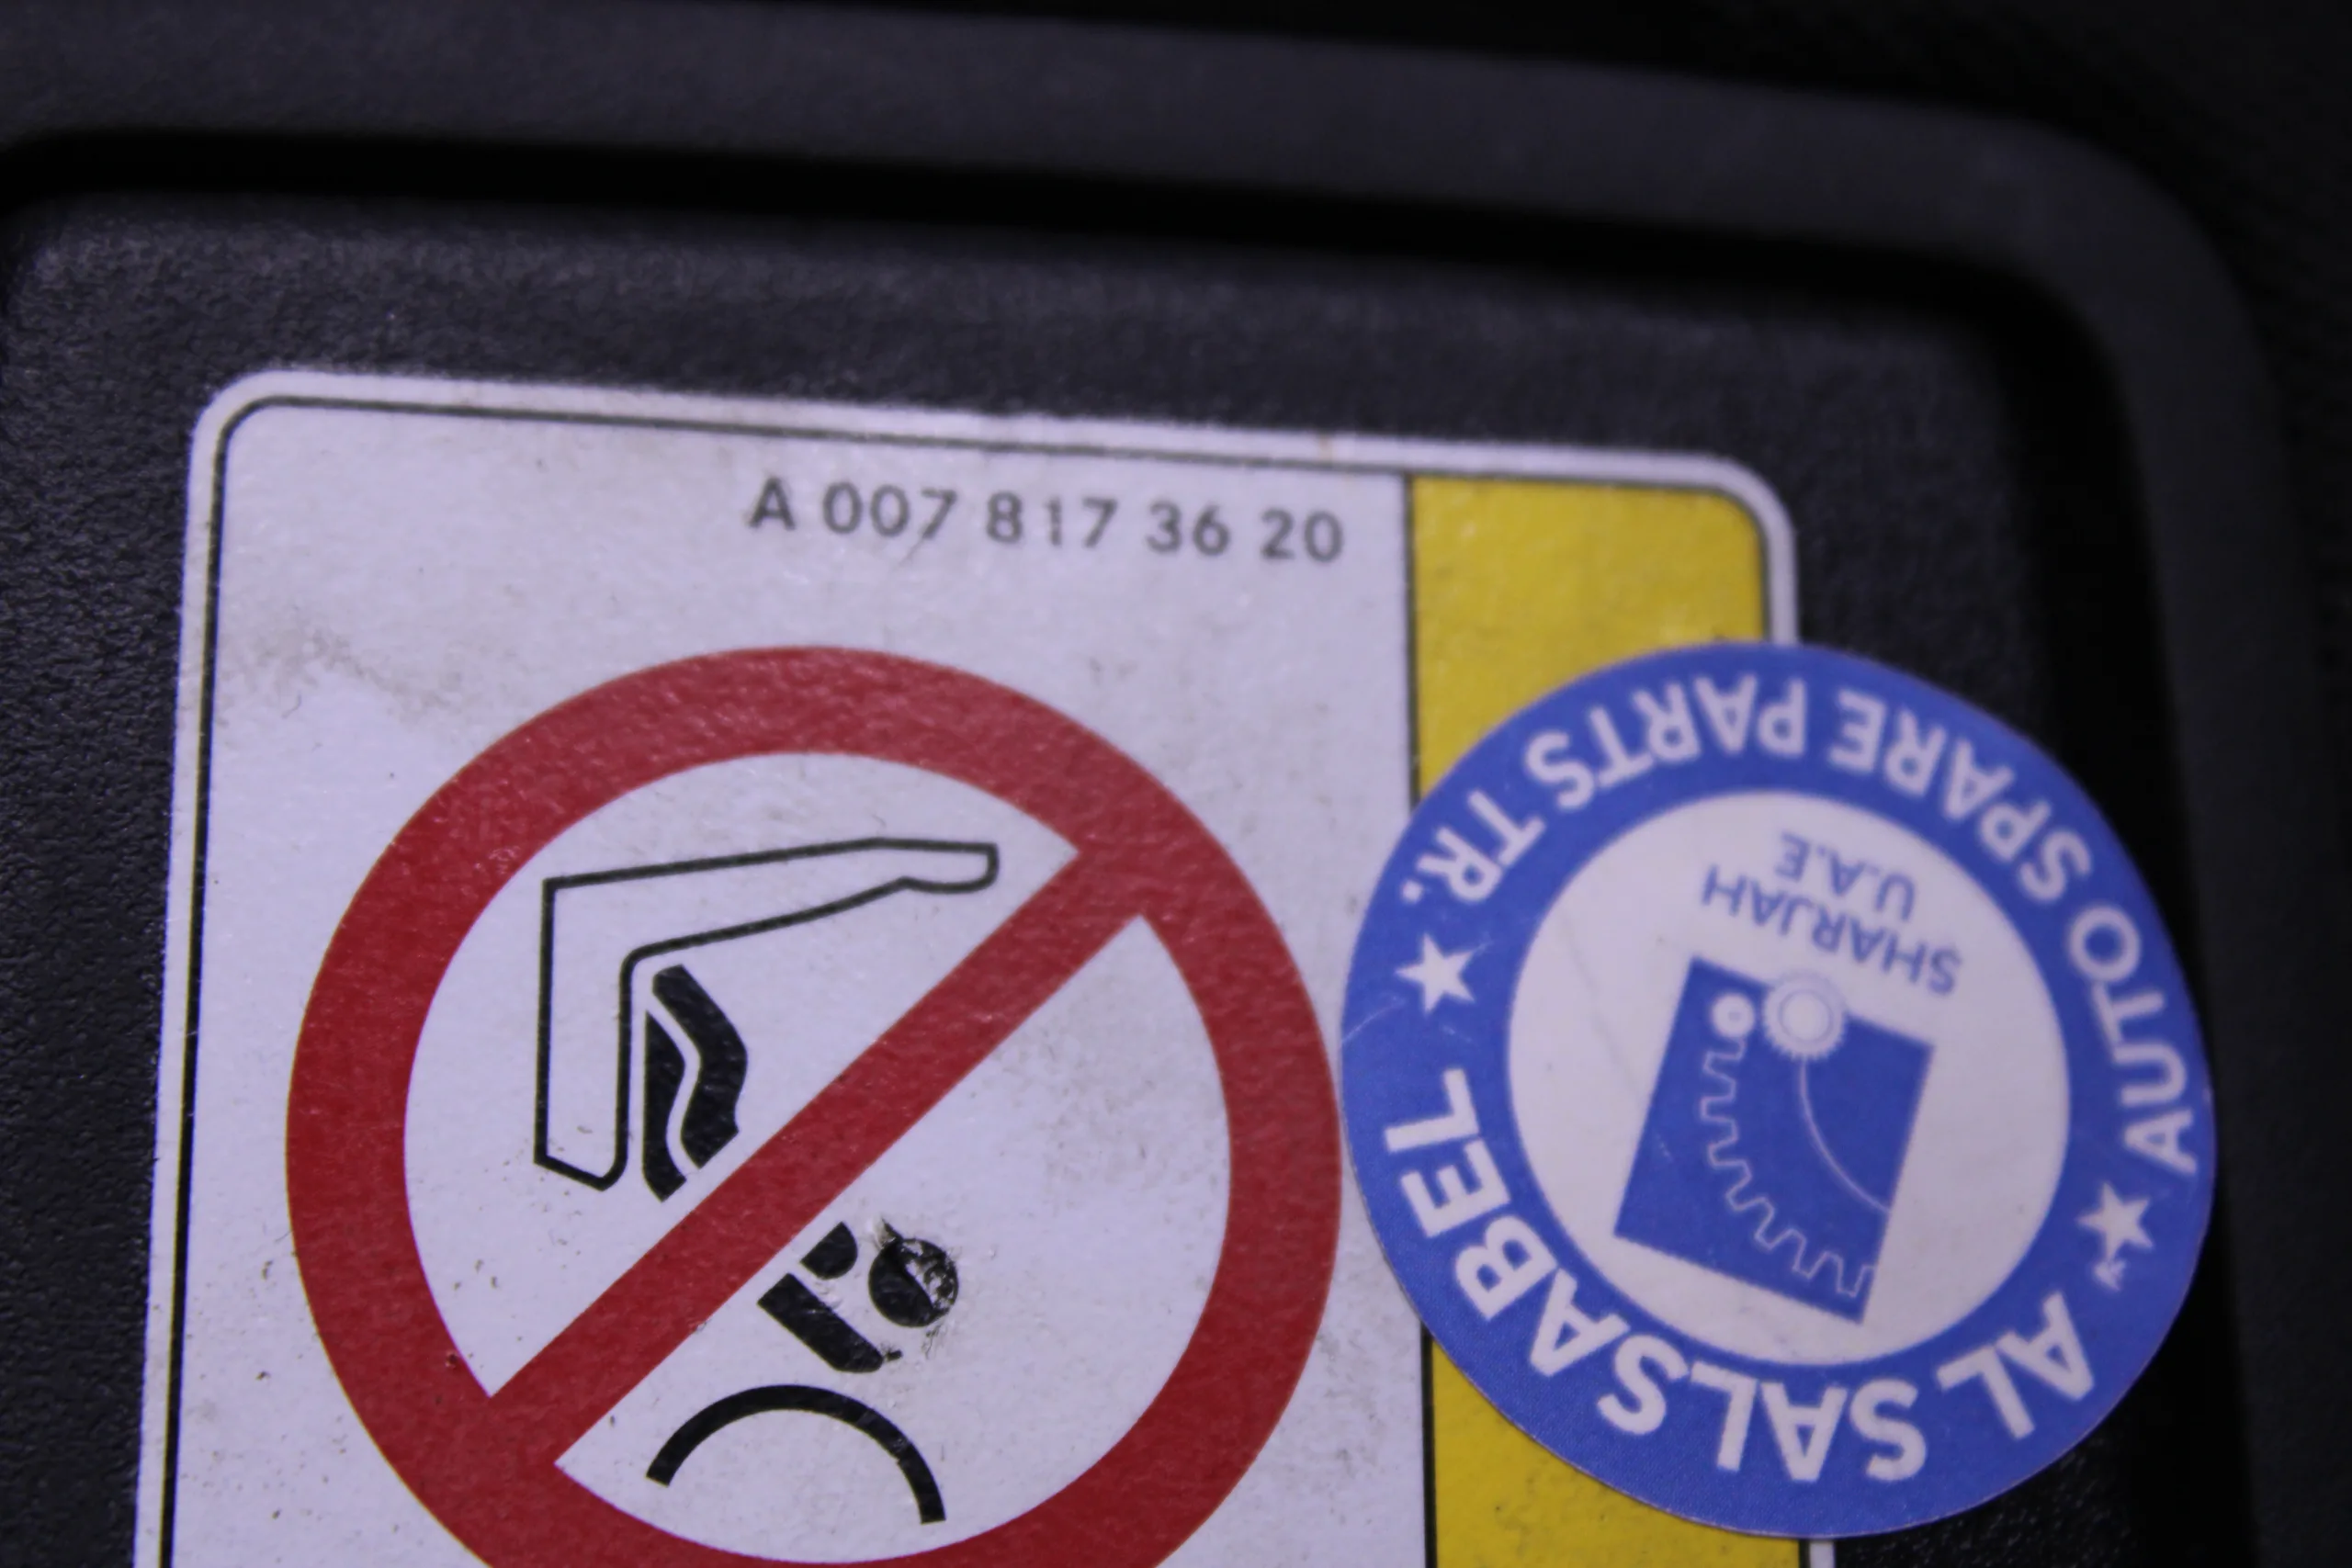 A 007 817 36 20
★ AL SALSABEL ★
AUTO SPARE PARTS TR.
SHARJAH
U.A.E